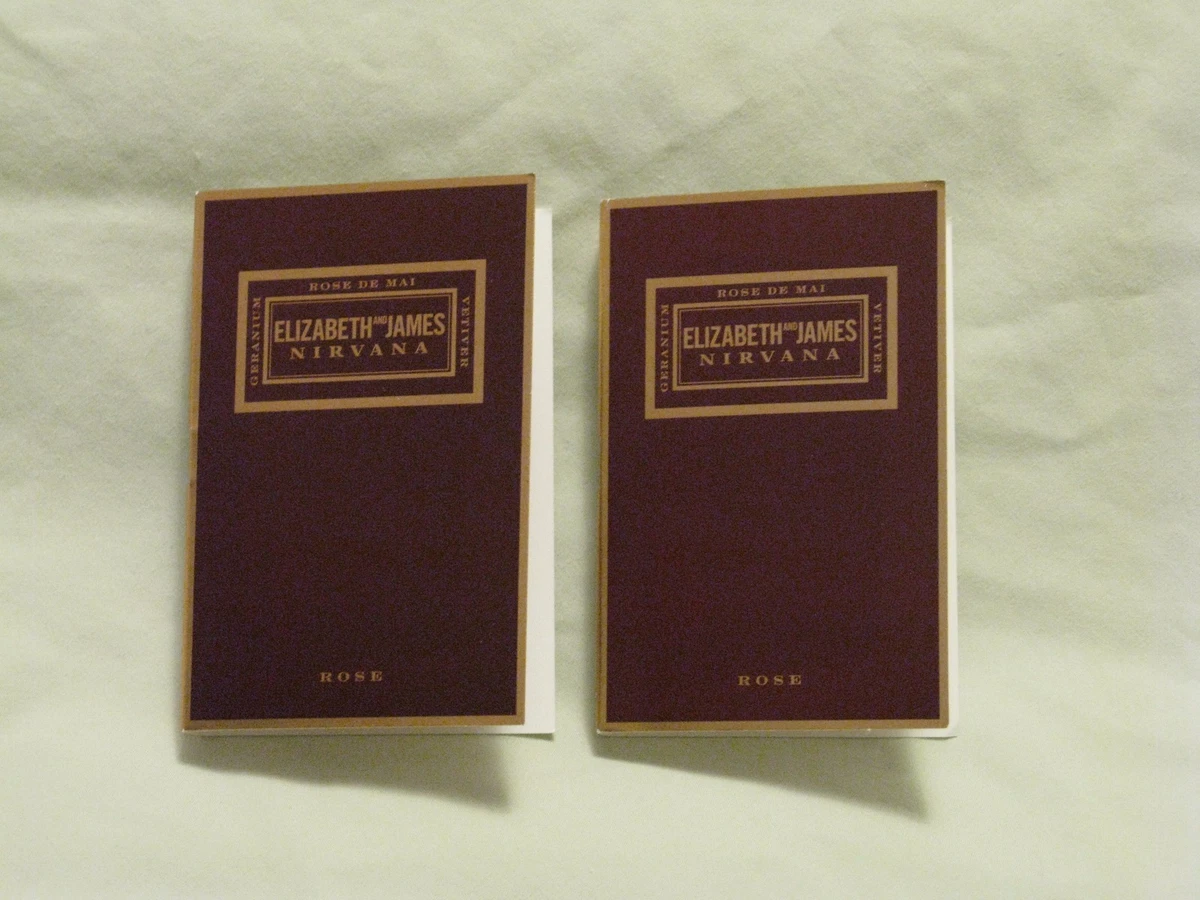 ROSE DE MAI
GERANIUM
ELIZABETH AND JAMES
NIRVANA
VETIVER
ROSE
ROSE DE MAI
GERANIUM
ELIZABETH AND JAMES
NIRVANA
VETIVER
ROSE